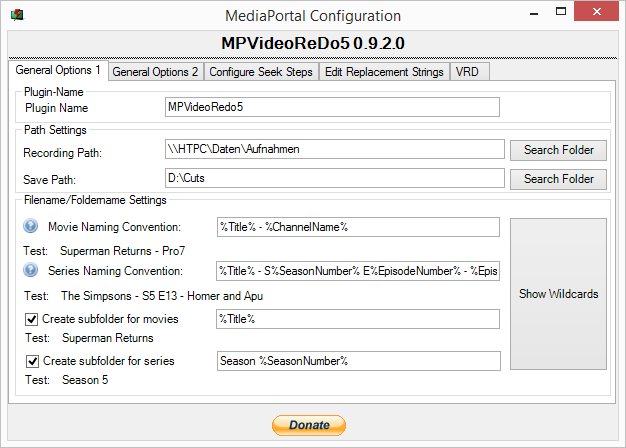 MediaPortal Configuration
MPVideoReDo5 0.9.2.0
General Options 1 General Options 2 Configure Seek Steps Edit Replacement Strings VRD
Plugin-Name
Plugin Name MPVideoRedo5
Path Settings
Recording Path: \\HTPC\Daten\Aufnahmen Search Folder
Save Path: D:\Cuts Search Folder
Filename/Foldername Settings
Movie Naming Convention: %Title% - %ChannelName%
Test: Superman Returns - Pro7
Series Naming Convention: %Title% - S%SeasonNumber% E%EpisodeNumber% - %Epis
Show Wildcards
Test: The Simpsons - S5 E13 - Homer and Apu
Create subfolder for movies %Title%
Test: Superman Returns
Create subfolder for series Season %SeasonNumber%
Test: Season 5
Donate